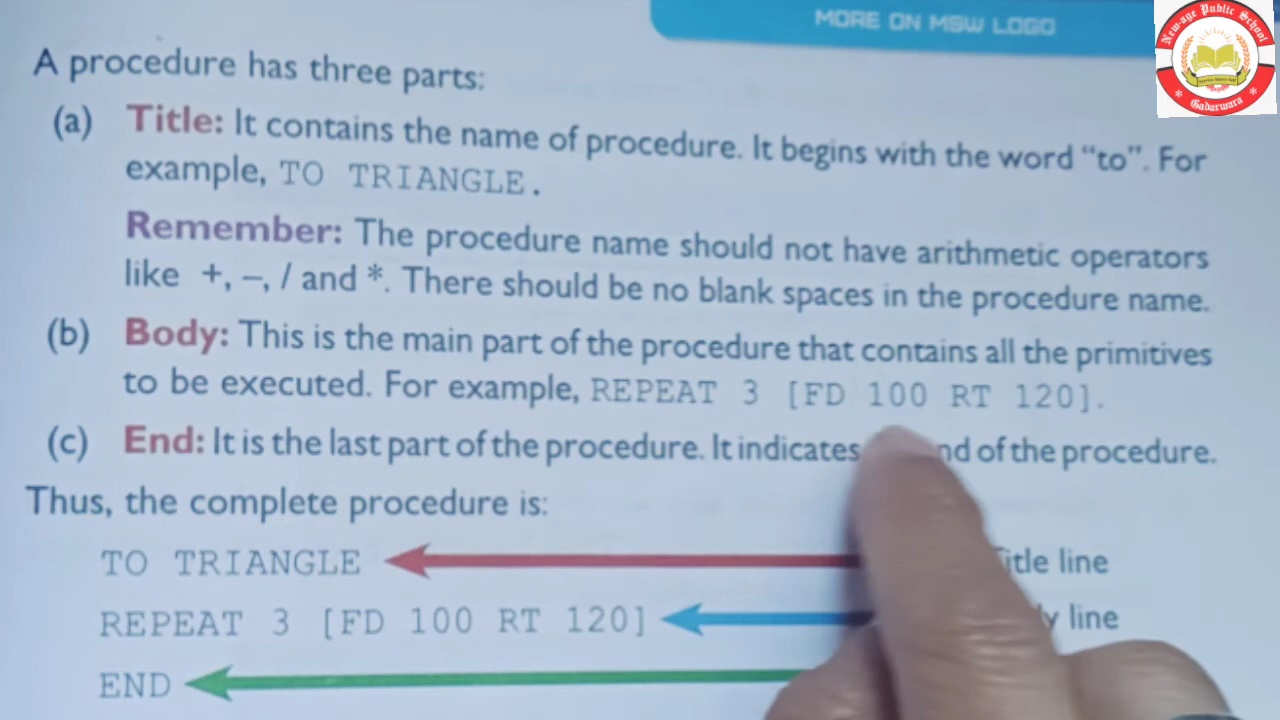 MORE ON MSW LOGO
New-age Public School
Gadarwara
A procedure has three parts:
(a) Title: It contains the name of procedure. It begins with the word “to”. For
example, TO TRIANGLE.
Remember: The procedure name should not have arithmetic operators
like +, –, / and *. There should be no blank spaces in the procedure name.
(b) Body: This is the main part of the procedure that contains all the primitives
to be executed. For example, REPEAT 3 [FD 100 RT 120].
(c) End: It is the last part of the procedure. It indicates nd of the procedure.
Thus, the complete procedure is:
TO TRIANGLE itle line
REPEAT 3 [FD 100 RT 120] y line
END